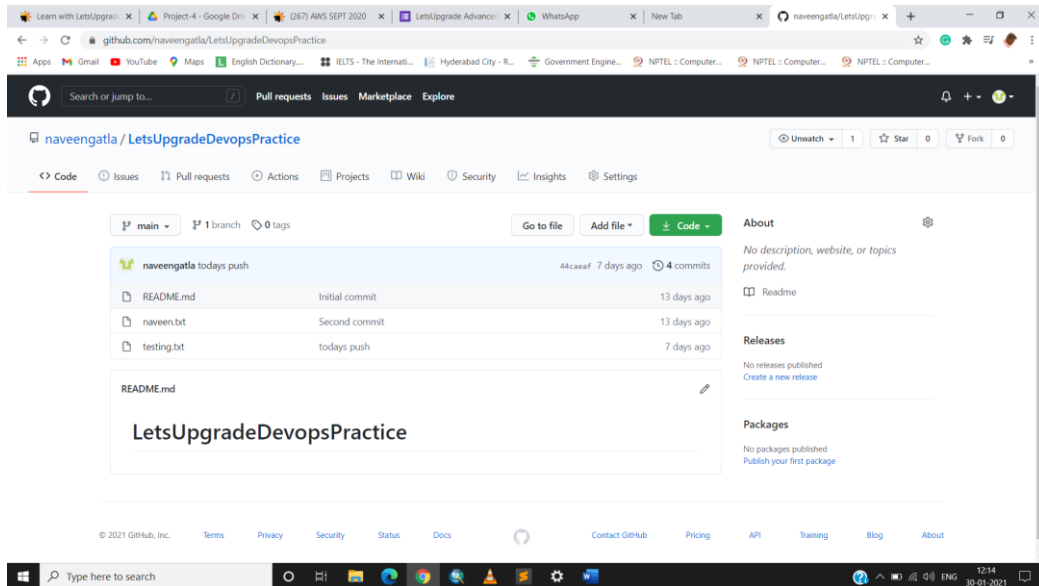 Learn with LetsUpgrad Project-4 - Google Driv (267) AWS SEPT 2020 LetsUpgrade Advanced WhatsApp New Tab naveengatla/LetsUpgr
github.com/naveengatla/LetsUpgradeDevopsPractice
Apps Gmail YouTube Maps English Dictionary,... IELTS - The Internati... Hyderabad City - R... Government Engine... NPTEL :: Computer... NPTEL :: Computer... NPTEL :: Computer... »
Search or jump to... / Pull requests Issues Marketplace Explore
naveengatla / LetsUpgradeDevopsPractice Unwatch 1 Star 0 Fork 0
<> Code Issues Pull requests Actions Projects Wiki Security Insights Settings
main 1 branch 0 tags Go to file Add file Code
naveengatla todays push 44caeaf 7 days ago 4 commits
README.md Initial commit 13 days ago
naveen.txt Second commit 13 days ago
testing.txt todays push 7 days ago
README.md
LetsUpgradeDevopsPractice
About
No description, website, or topics
provided.
Readme
Releases
No releases published
Create a new release
Packages
No packages published
Publish your first package
© 2021 GitHub, Inc. Terms Privacy Security Status Docs Contact GitHub Pricing API Training Blog About
Type here to search ENG 12:14
30-01-2021